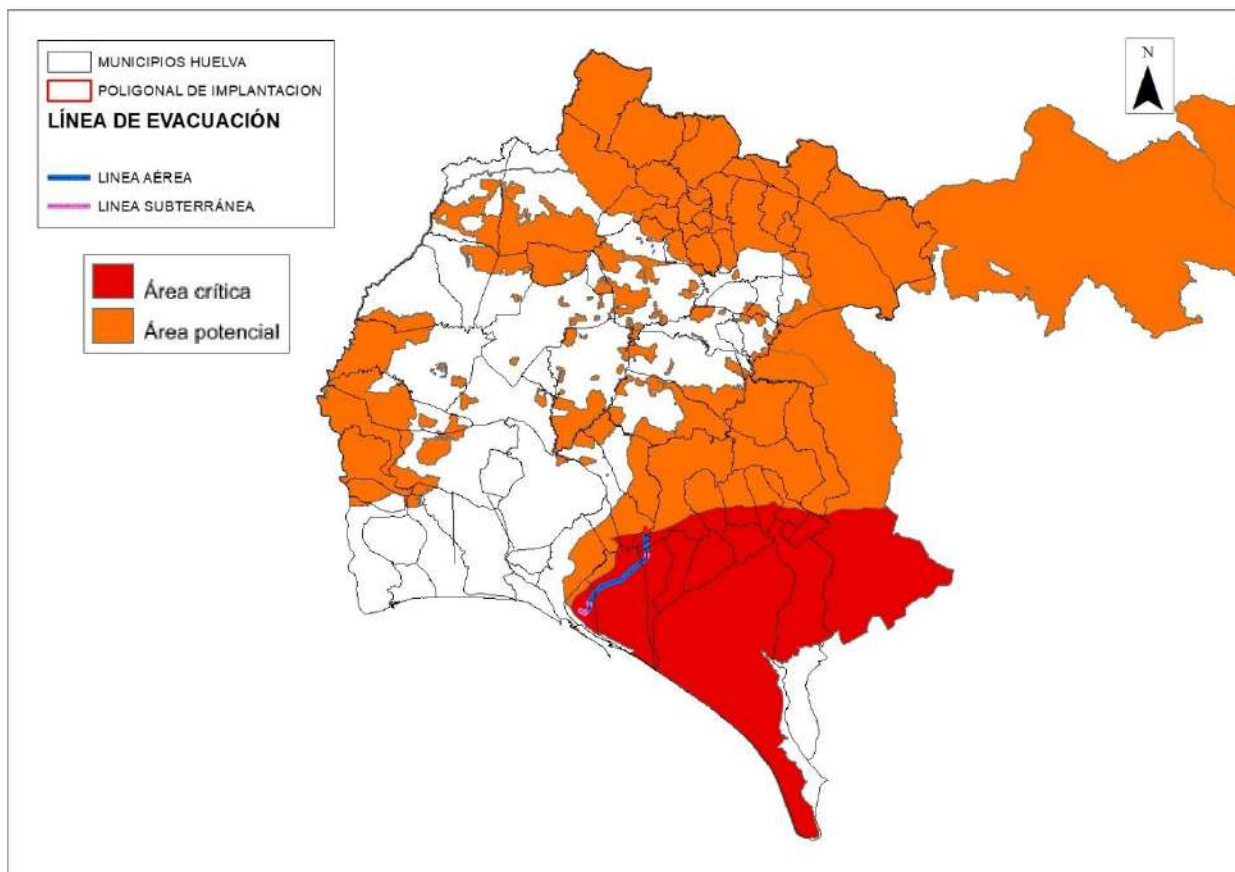 MUNICIPIOS HUELVA
POLIGONAL DE IMPLANTACION
LÍNEA DE EVACUACIÓN
LINEA AÉREA
LINEA SUBTERRÁNEA
Área crítica
Área potencial
N